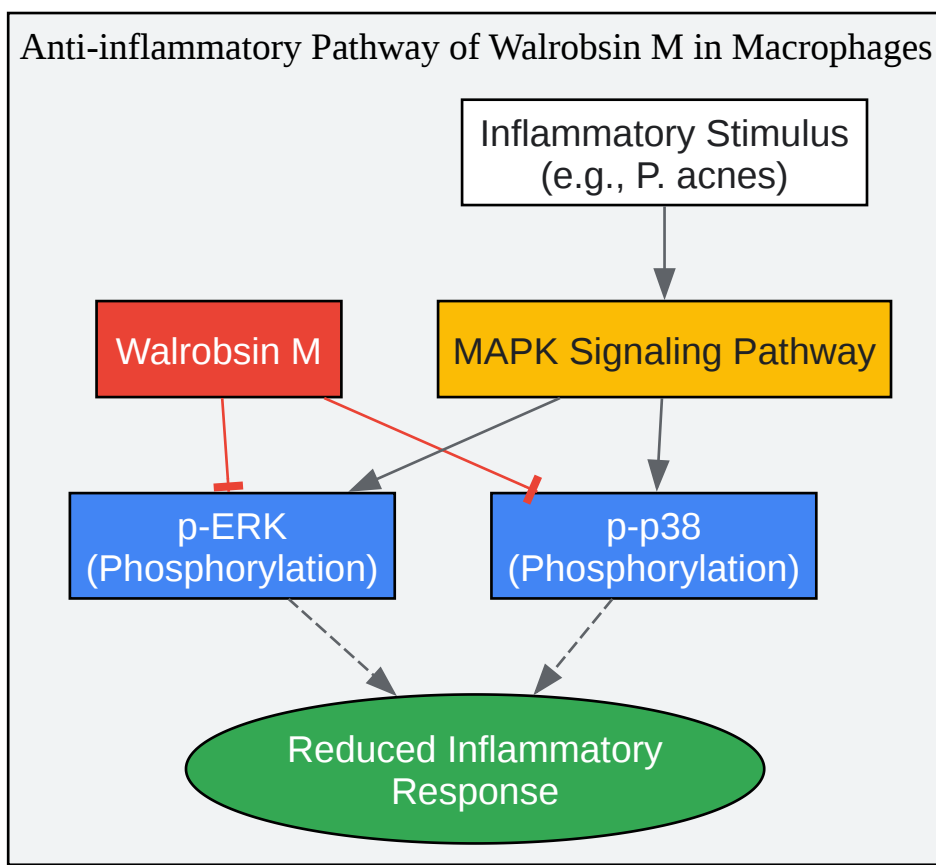 Anti-inflammatory Pathway of Walrobsin M in Macrophages
Inflammatory Stimulus
(e.g., P. acnes)
Walrobsin M
MAPK Signaling Pathway
p-ERK
(Phosphorylation)
p-p38
(Phosphorylation)
Reduced Inflammatory
Response